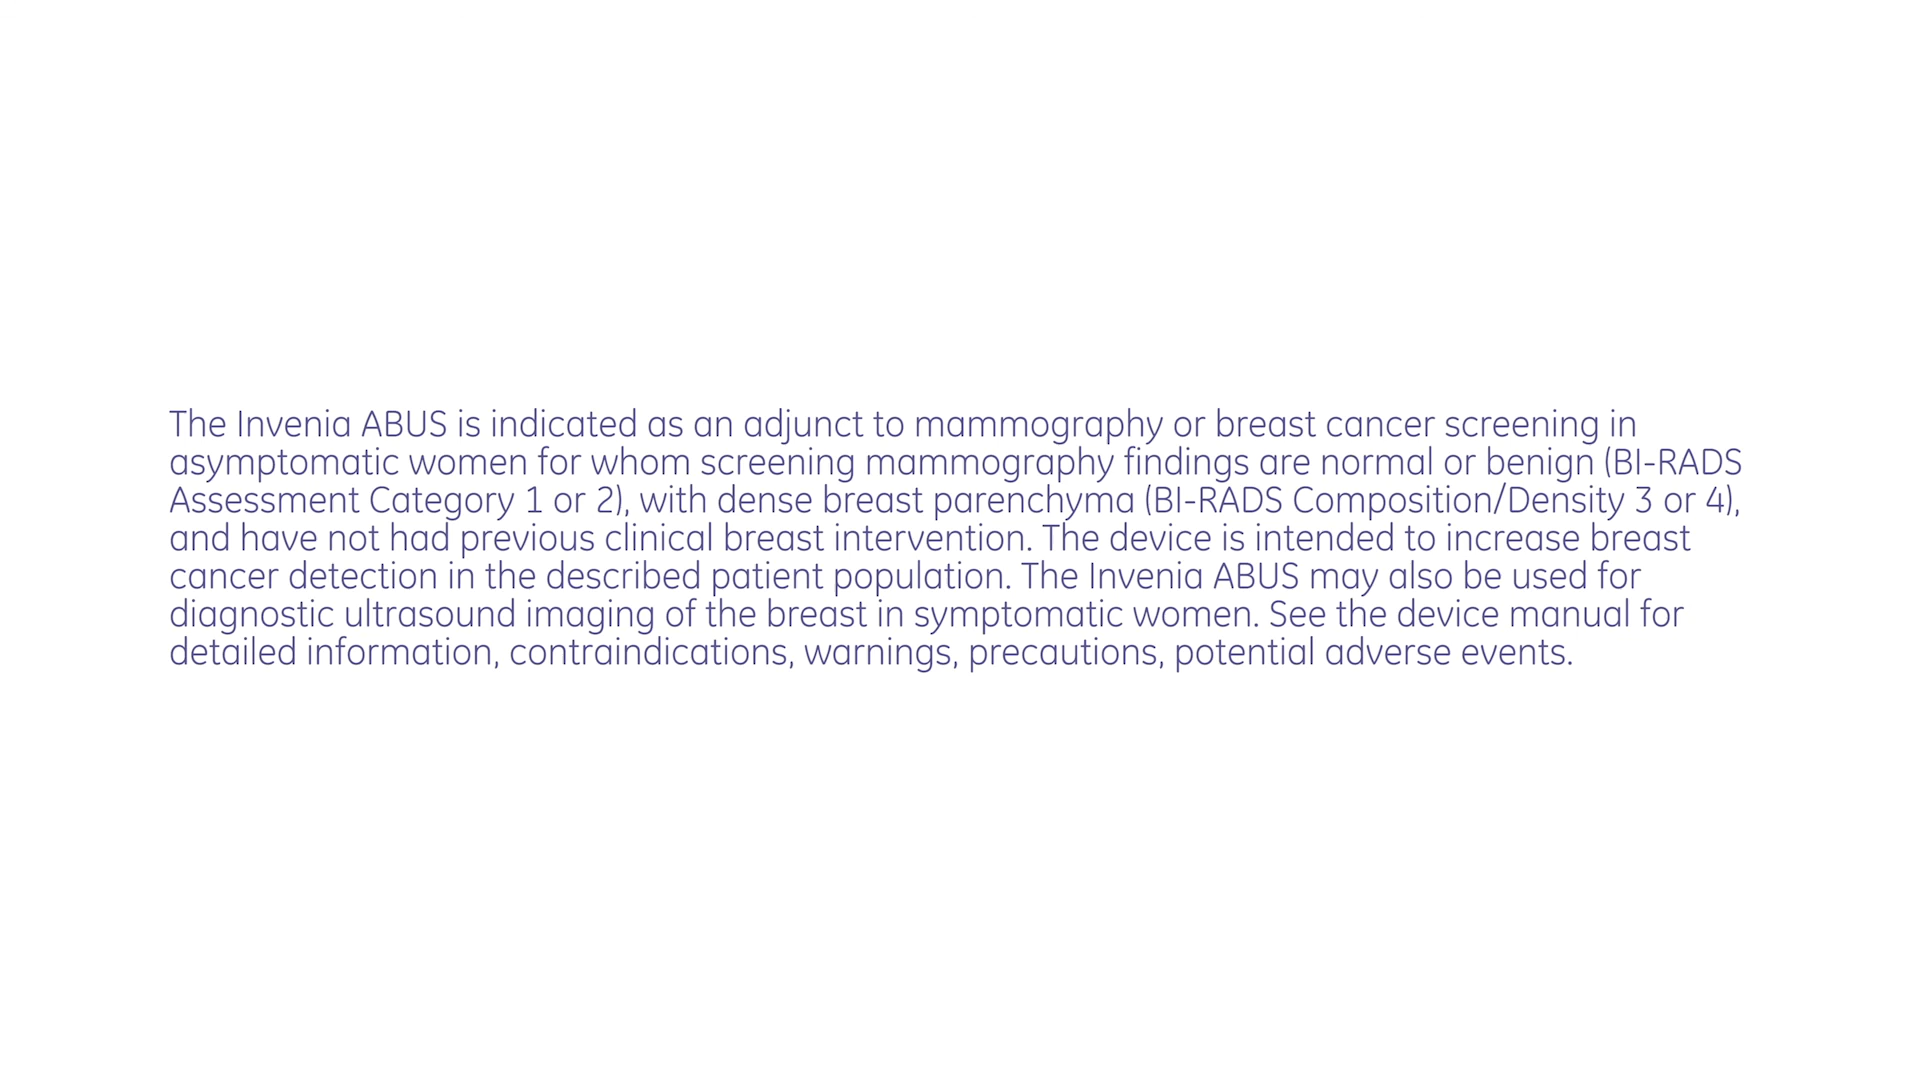 The Invenia ABUS is indicated as an adjunct to mammography or breast cancer screening in
asymptomatic women for whom screening mammography findings are normal or benign (BI-RADS
Assessment Category 1 or 2), with dense breast parenchyma (BI-RADS Composition/Density 3 or 4),
and have not had previous clinical breast intervention. The device is intended to increase breast
cancer detection in the described patient population. The Invenia ABUS may also be used for
diagnostic ultrasound imaging of the breast in symptomatic women. See the device manual for
detailed information, contraindications, warnings, precautions, potential adverse events.